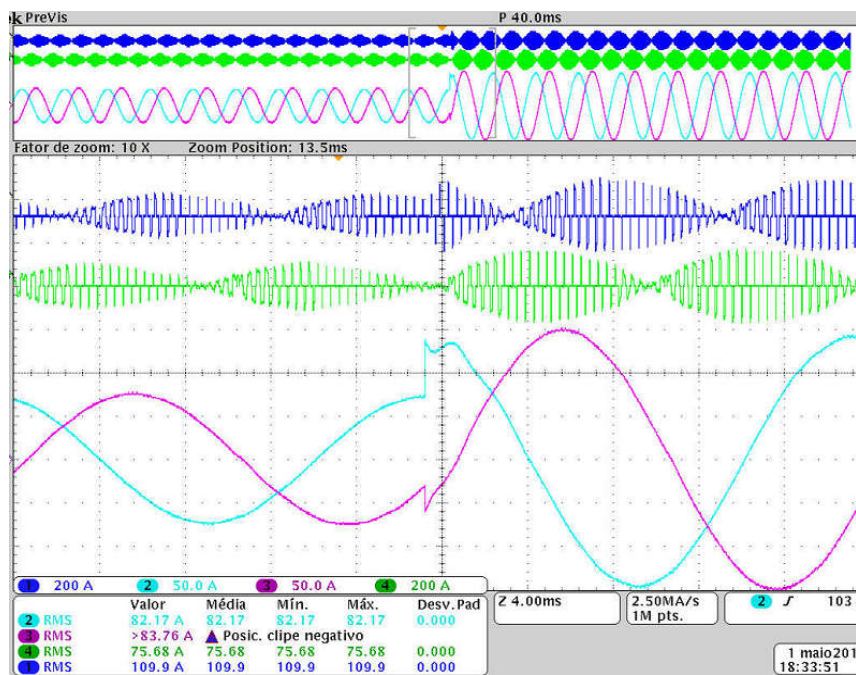 ek PreVis P 40.0ms
Fator de zoom: 10 X Zoom Position: 13.5ms
1 200 A 2 50.0 A 3 50.0 A 4 200 A
Valor Média Mín. Máx. Desv.Pad
2 RMS 82.17 A 82.17 82.17 82.17 0.000
3 RMS >83.76 A Posic. clipe negativo
4 RMS 75.68 A 75.68 75.68 75.68 0.000
1 RMS 109.9 A 109.9 109.9 109.9 0.000
Z 4.00ms
2.50MA/s
1M pts.
2 103
1 maio201
18:33:51